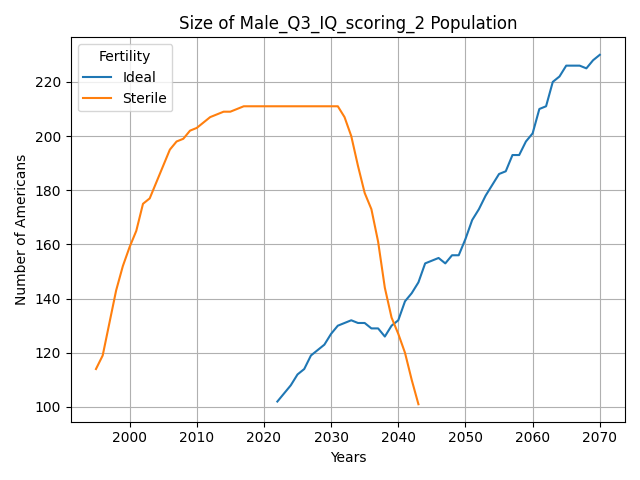 Size of Male_Q3_IQ_scoring_2 Population
Fertility
Ideal
Sterile
Number of Americans
220
200
180
160
140
120
100
2000 2010 2020 2030 2040 2050 2060 2070
Years